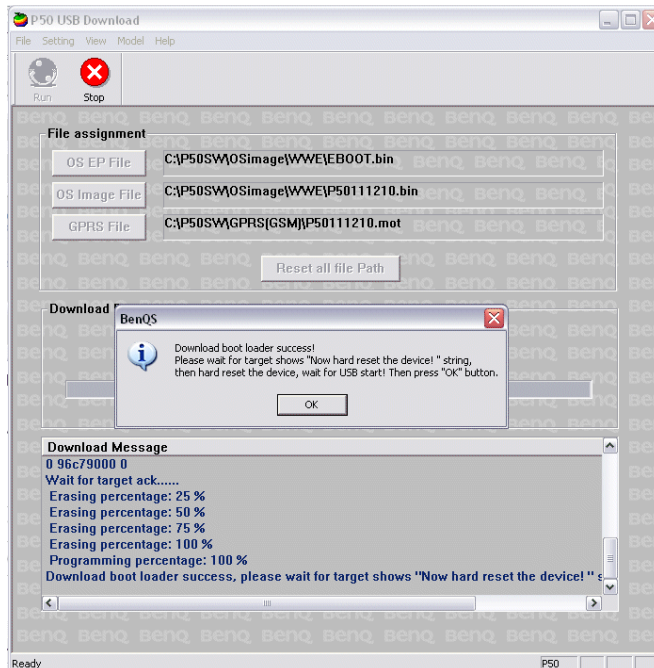 P50 USB Download
File Setting View Model Help
Run Stop
File assignment
OS EP File C:\P50SW\OSimage\WWE\EBOOT.bin
OS Image File C:\P50SW\OSimage\WWE\P50111210.bin
GPRS File C:\P50SW\GPRS(GSM)\P50111210.mot
Reset all file Path
Download
BenQS
Download boot loader success!
Please wait for target shows "Now hard reset the device! " string,
then hard reset the device, wait for USB start! Then press "OK" button.
OK
Download Message
0 96c79000 0
Wait for target ack......
Erasing percentage: 25 %
Erasing percentage: 50 %
Erasing percentage: 75 %
Erasing percentage: 100 %
Programming percentage: 100 %
Download boot loader success, please wait for target shows "Now hard reset the device! " s
Ready P50